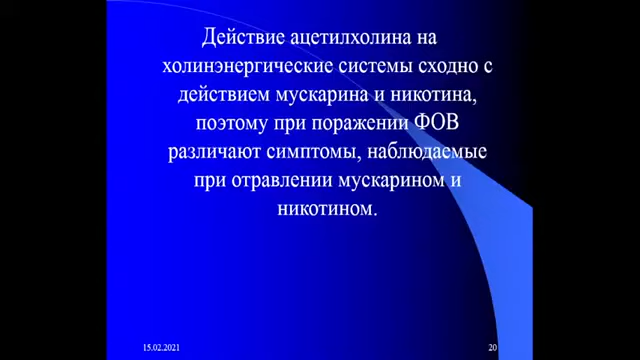 Действие ацетилхолина на
холинэнергические системы сходно с
действием мускарина и никотина,
поэтому при поражении ФОВ
различают симптомы, наблюдаемые
при отравлении мускарином и
никотином.
15.02.2021
20